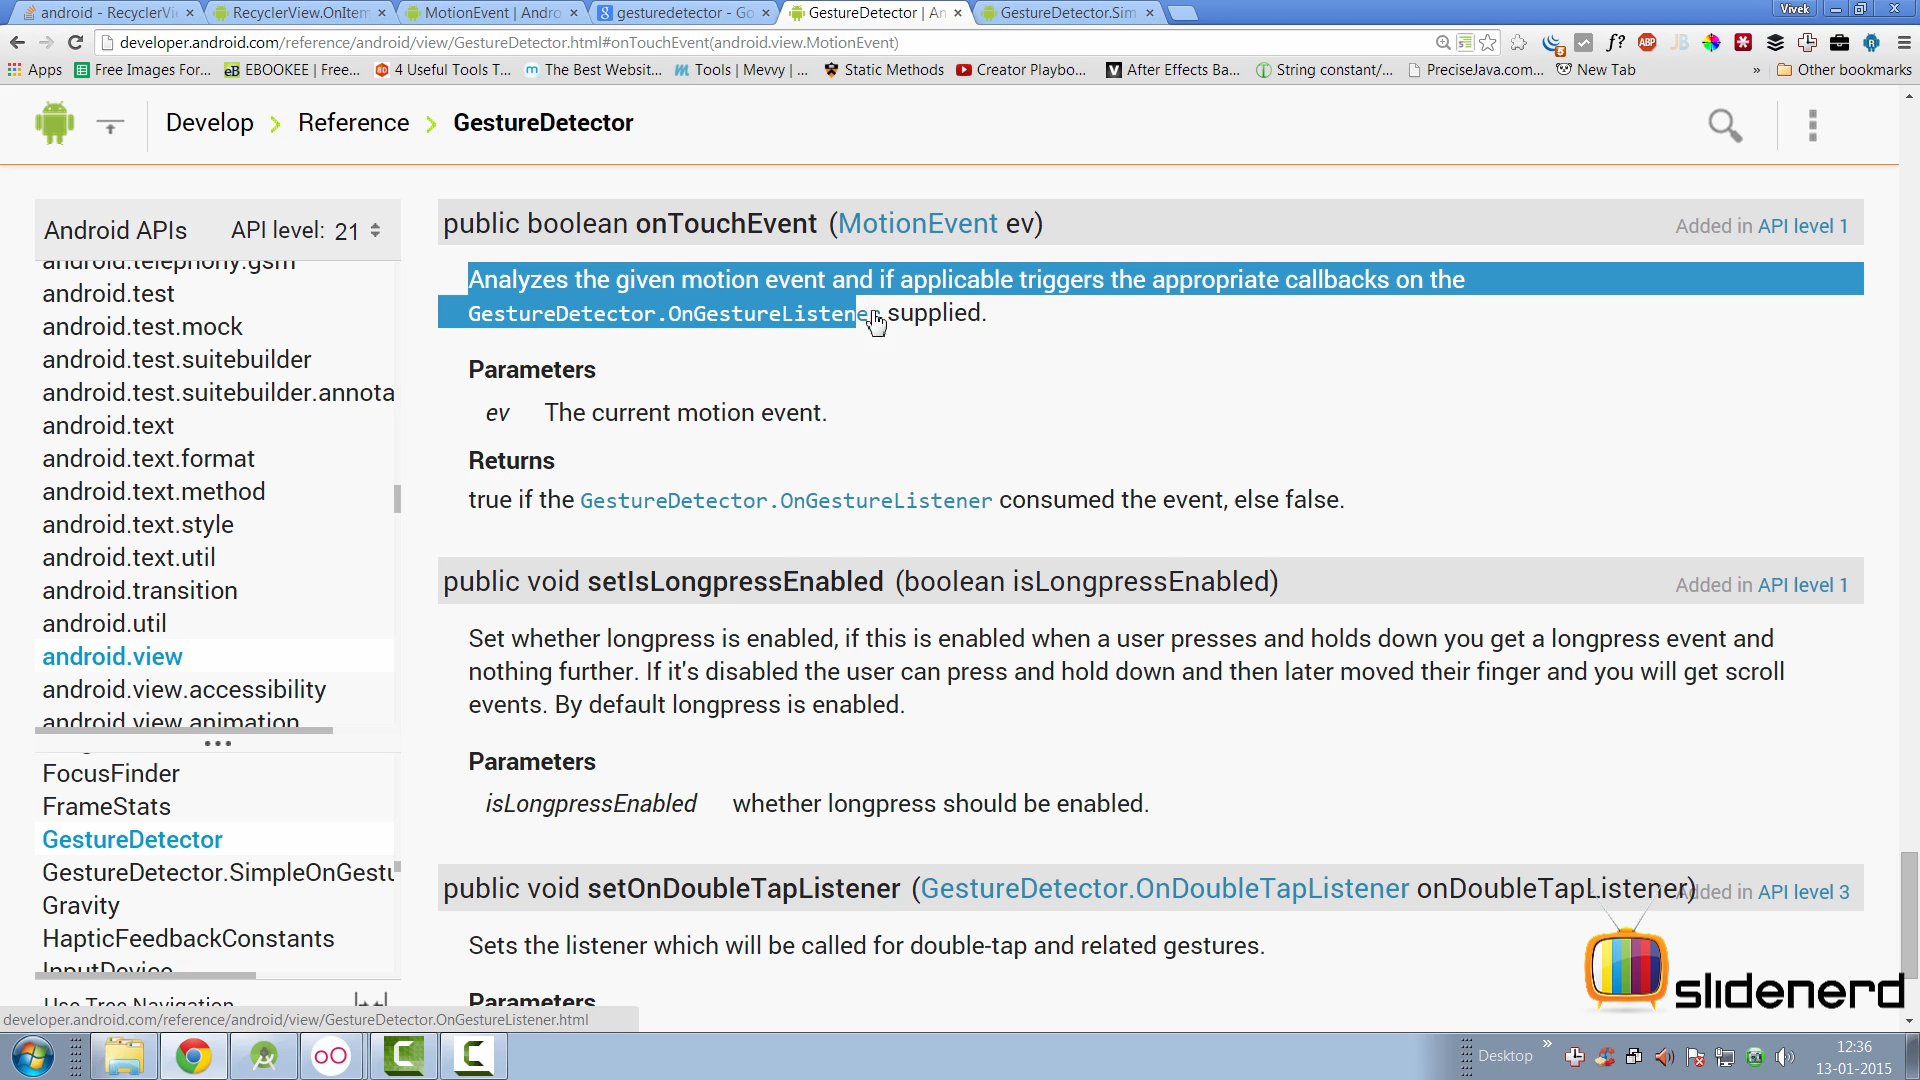 android - RecyclerVi
RecyclerView.OnItem
MotionEvent | Andro
gesturedetector - Go
GestureDetector | An
GestureDetector.Sim
Vivek
developer.android.com/reference/android/view/GestureDetector.html#onTouchEvent(android.view.MotionEvent)
Apps
Free Images For...
EBOOKEE | Free...
4 Useful Tools T...
The Best Websit...
Tools | Mevvy | ...
Static Methods
Creator Playbo...
After Effects Ba...
String constant/...
PreciseJava.com...
New Tab
»
Other bookmarks
Develop > Reference > GestureDetector
Android APIs API level: 21
android.telephony.gsm
android.test
android.test.mock
android.test.suitebuilder
android.test.suitebuilder.annota
android.text
android.text.format
android.text.method
android.text.style
android.text.util
android.transition
android.util
android.view
android.view.accessibility
android.view.animation
FocusFinder
FrameStats
GestureDetector
GestureDetector.SimpleOnGestu
Gravity
HapticFeedbackConstants
InputDevice
Use Tree Navigation
public boolean onTouchEvent (MotionEvent ev)
Added in API level 1
Analyzes the given motion event and if applicable triggers the appropriate callbacks on the
GestureDetector.OnGestureListener supplied.
Parameters
ev The current motion event.
Returns
true if the GestureDetector.OnGestureListener consumed the event, else false.
public void setIsLongpressEnabled (boolean isLongpressEnabled)
Added in API level 1
Set whether longpress is enabled, if this is enabled when a user presses and holds down you get a longpress event and
nothing further. If it's disabled the user can press and hold down and then later moved their finger and you will get scroll
events. By default longpress is enabled.
Parameters
isLongpressEnabled whether longpress should be enabled.
public void setOnDoubleTapListener (GestureDetector.OnDoubleTapListener onDoubleTapListener)
Added in API level 3
Sets the listener which will be called for double-tap and related gestures.
Parameters
slidenerd
developer.android.com/reference/android/view/GestureDetector.OnGestureListener.html
Desktop
»
12:36
13-01-2015